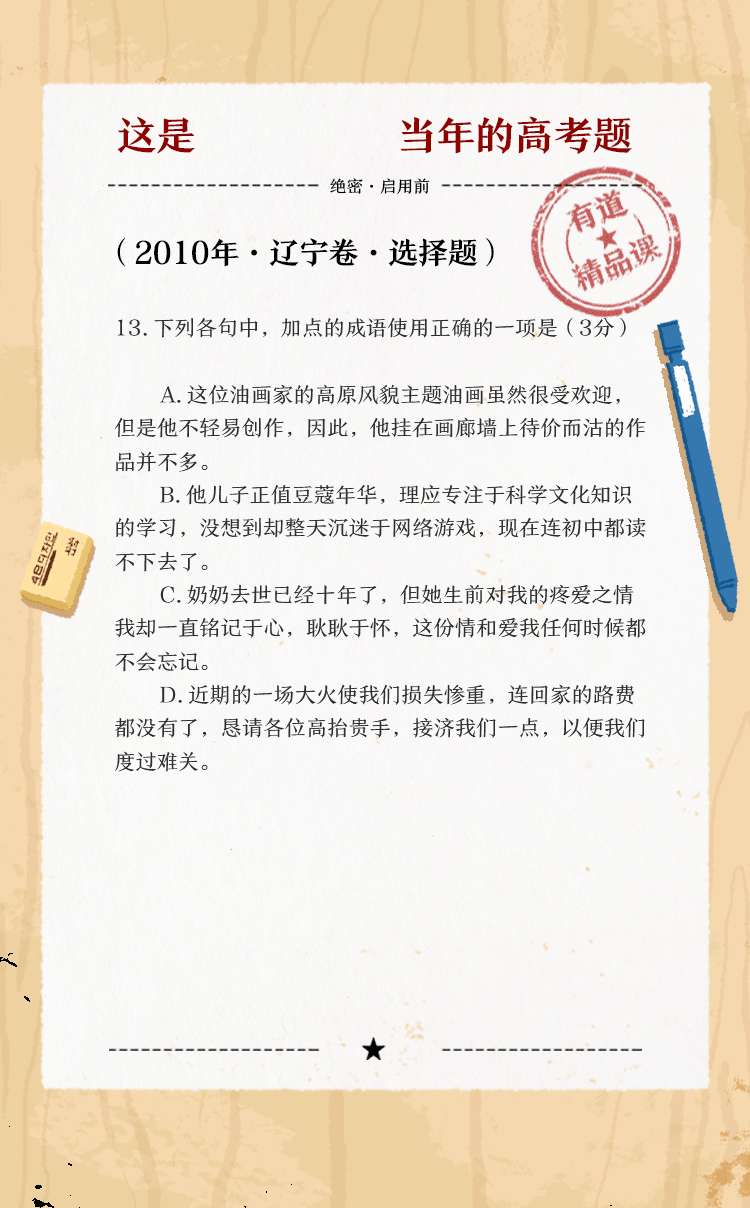 这是 当年的高考题
绝密·启用前
有道
精品课
（2010年·辽宁卷·选择题）
13. 下列各句中，加点的成语使用正确的一项是（3分）
A. 这位油画家的高原风貌主题油画虽然很受欢迎，
但是他不轻易创作，因此，他挂在画廊墙上待价而沽的作
品并不多。
B. 他儿子正值豆蔻年华，理应专注于科学文化知识
的学习，没想到却整天沉迷于网络游戏，现在连初中都读
不下去了。
C. 奶奶去世已经十年了，但她生前对我的疼爱之情
我却一直铭记于心，耿耿于怀，这份情和爱我任何时候都
不会忘记。
D. 近期的一场大火使我们损失惨重，连回家的路费
都没有了，恳请各位高抬贵手，接济我们一点，以便我们
度过难关。